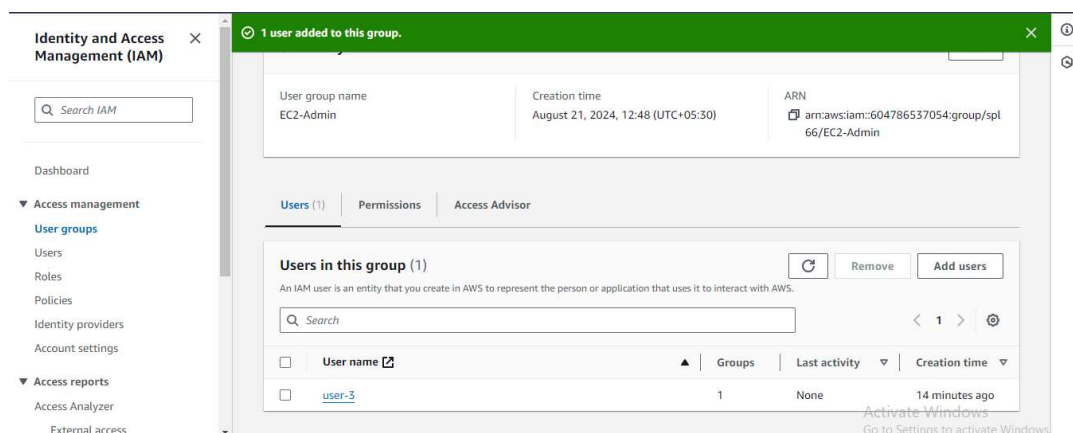 Identity and Access
Management (IAM)
Search IAM
Dashboard
Access management
User groups
Users
Roles
Policies
Identity providers
Account settings
Access reports
Access Analyzer
External access
1 user added to this group.
User group name
EC2-Admin
Creation time
August 21, 2024, 12:48 (UTC+05:30)
ARN
arn:aws:iam::604786537054:group/spl
66/EC2-Admin
Users (1)
Permissions
Access Advisor
Users in this group (1)
Remove
Add users
An IAM user is an entity that you create in AWS to represent the person or application that uses it to interact with AWS.
Search
1
User name
Groups
Last activity
Creation time
user-3
1
None
14 minutes ago
Activate Windows
Go to Settings to activate Windows.